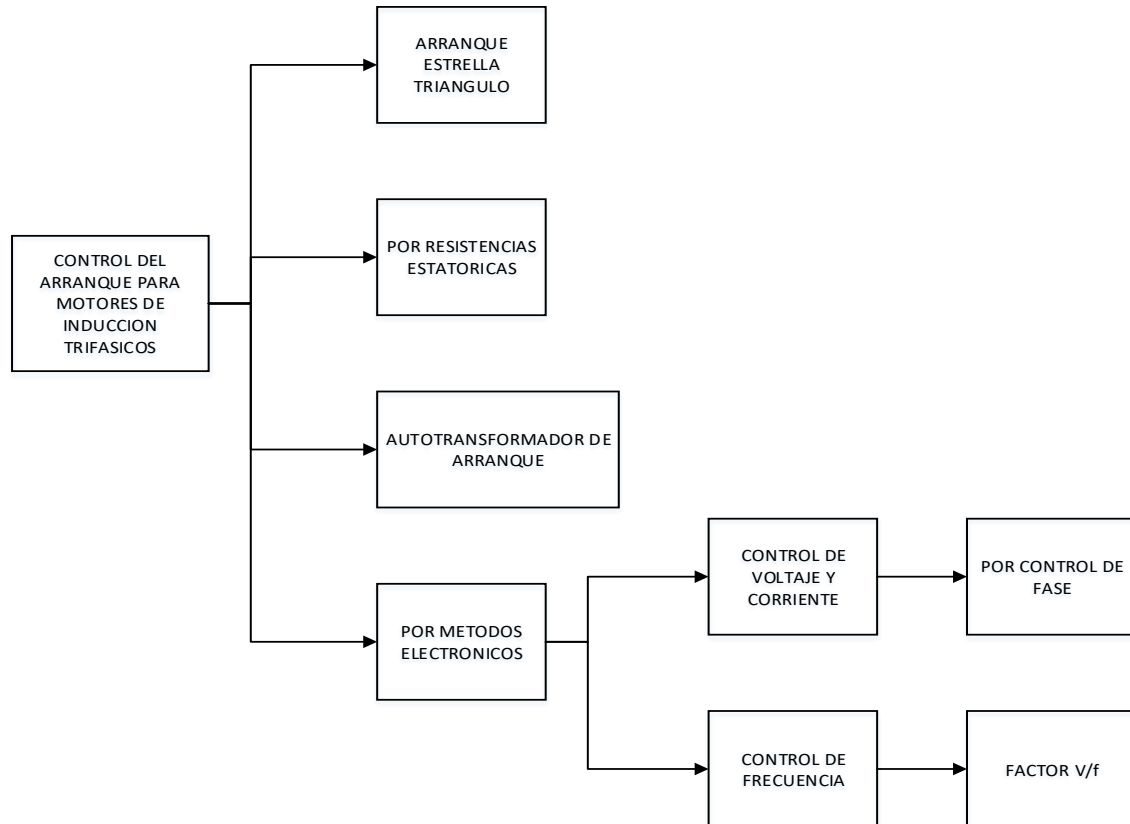 ARRANQUE
ESTRELLA
TRIANGULO
CONTROL DEL
ARRANQUE PARA
MOTORES DE
INDUCCION
TRIFASICOS
POR RESISTENCIAS
ESTATORICAS
AUTOTRANSFORMADOR DE
ARRANQUE
POR METODOS
ELECTRONICOS
CONTROL DE
VOLTAJE Y
CORRIENTE
POR CONTROL DE
FASE
CONTROL DE
FRECUENCIA
FACTOR V/f